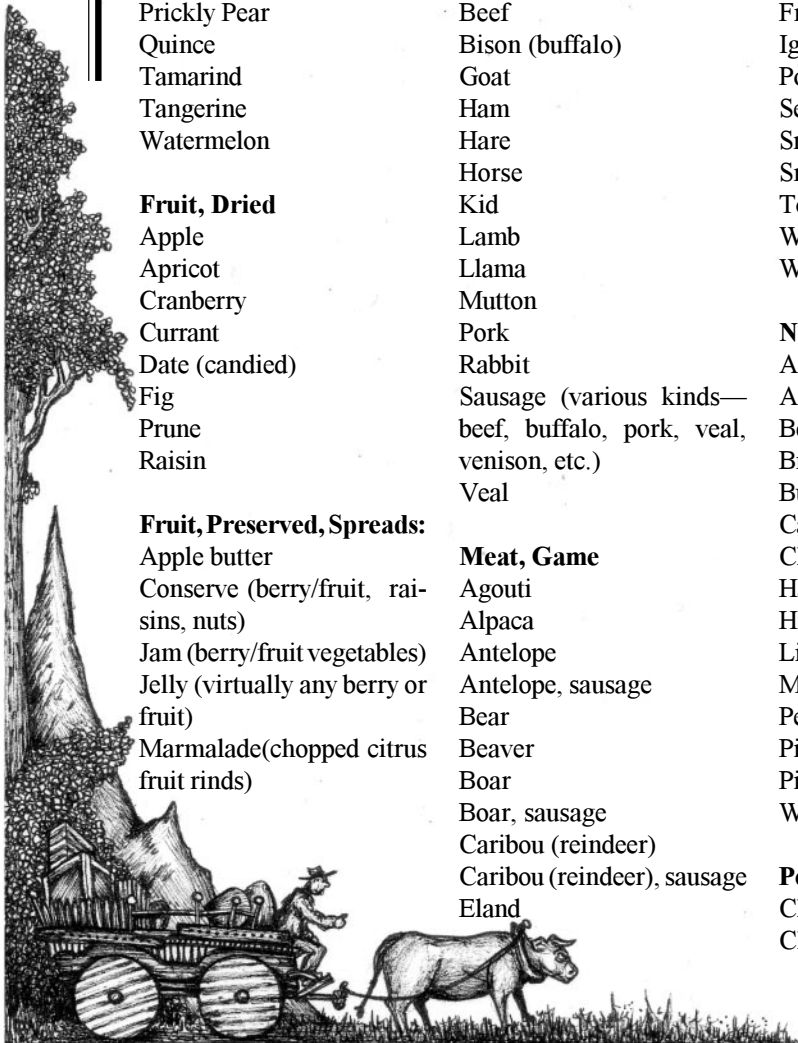 Prickly Pear
Quince
Tamarind
Tangerine
Watermelon
Fruit, Dried
Apple
Apricot
Cranberry
Currant
Date (candied)
Fig
Prune
Raisin
Fruit, Preserved, Spreads:
Apple butter
Conserve (berry/fruit, rai-
sins, nuts)
Jam (berry/fruit vegetables)
Jelly (virtually any berry or
fruit)
Marmalade(chopped citrus
fruit rinds)
Beef
Bison (buffalo)
Goat
Ham
Hare
Horse
Kid
Lamb
Llama
Mutton
Pork
Rabbit
Sausage (various kinds—
beef, buffalo, pork, veal,
venison, etc.)
Veal
Meat, Game
Agouti
Alpaca
Antelope
Antelope, sausage
Bear
Beaver
Boar
Boar, sausage
Caribou (reindeer)
Caribou (reindeer), sausage
Eland